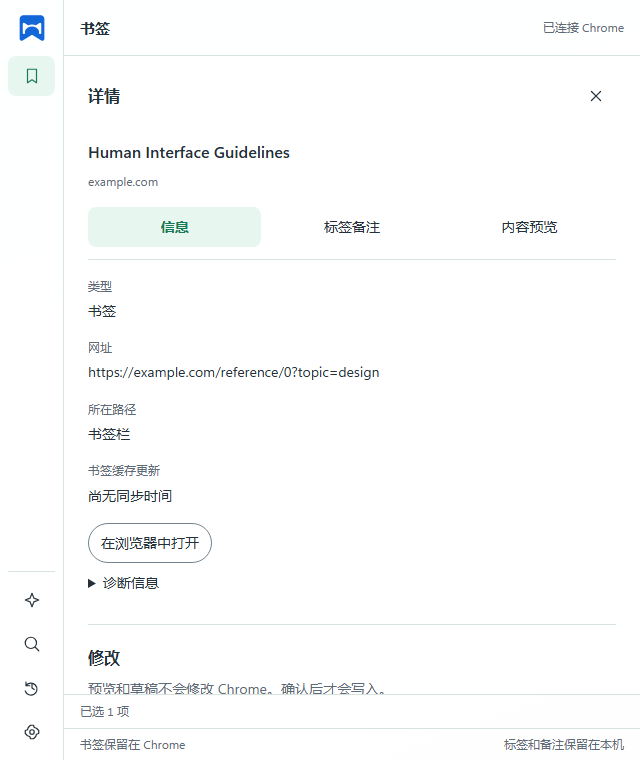 书签
已连接 Chrome
详情
Human Interface Guidelines
example.com
信息
标签备注
内容预览
类型
书签
网址
https://example.com/reference/0?topic=design
所在路径
书签栏
书签缓存更新
尚无同步时间
在浏览器中打开
诊断信息
修改
预览和草稿不会修改 Chrome。确认后才会写入。
已选 1 项
书签保留在 Chrome
标签和备注保留在本机